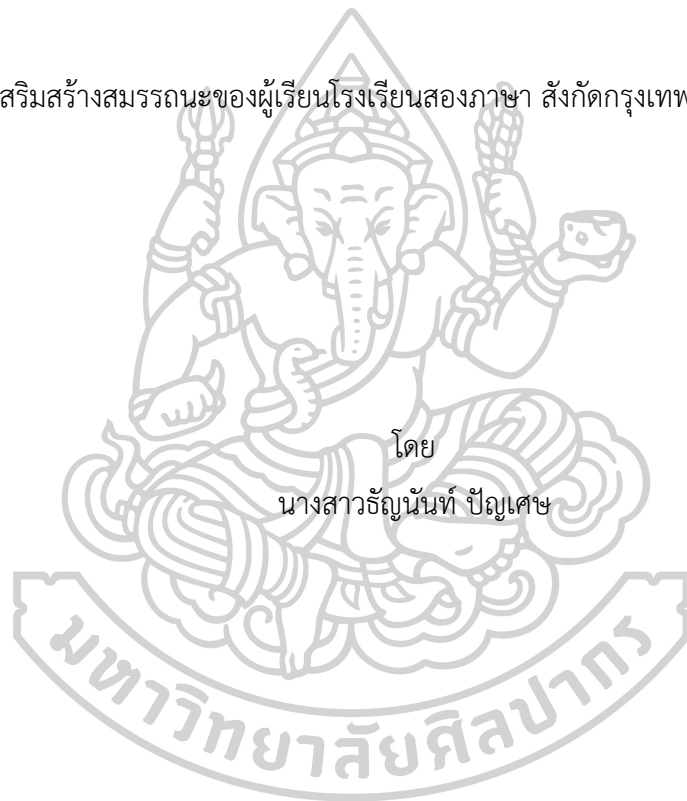 สริมสร้างสมรรถนะของผู้เรียนโรงเรียนสองภาษา สังกัดกรุงเทพ
โดย
นางสาวธัญนันท์ ปัญเศษ
มหาวิทยาลัยศิลปากร